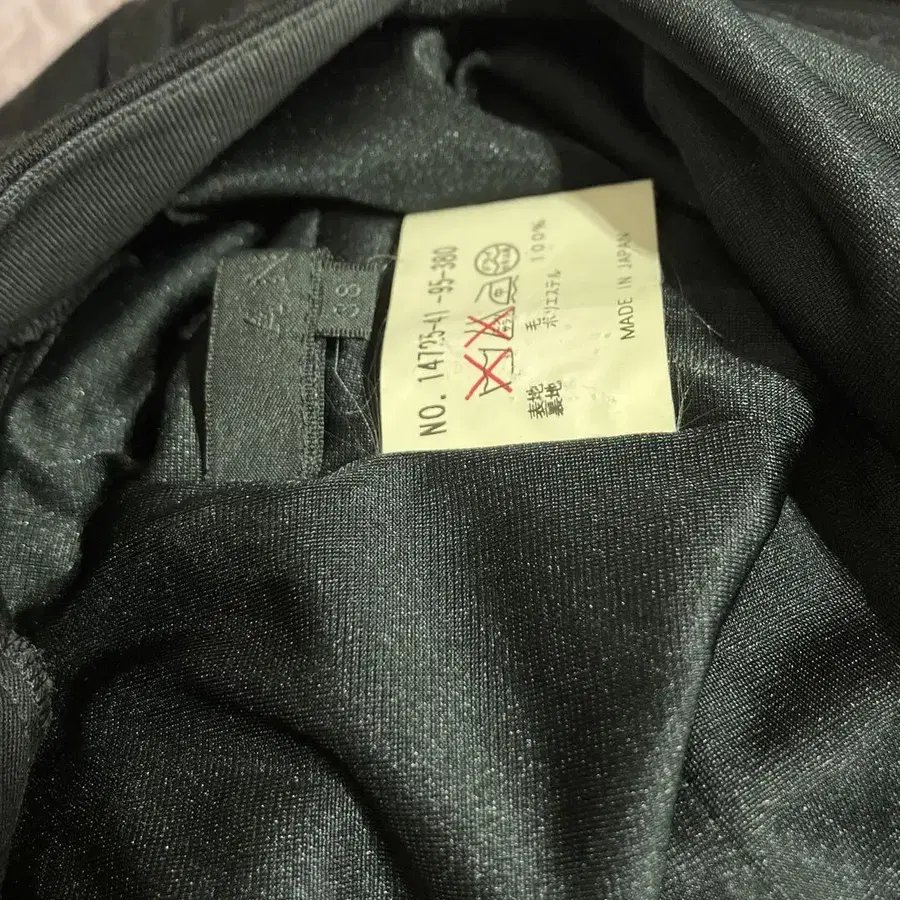 NO. 14725-41-95-380
表地 毛 100%
裏地 ポリエステル
MADE IN JAPAN
38